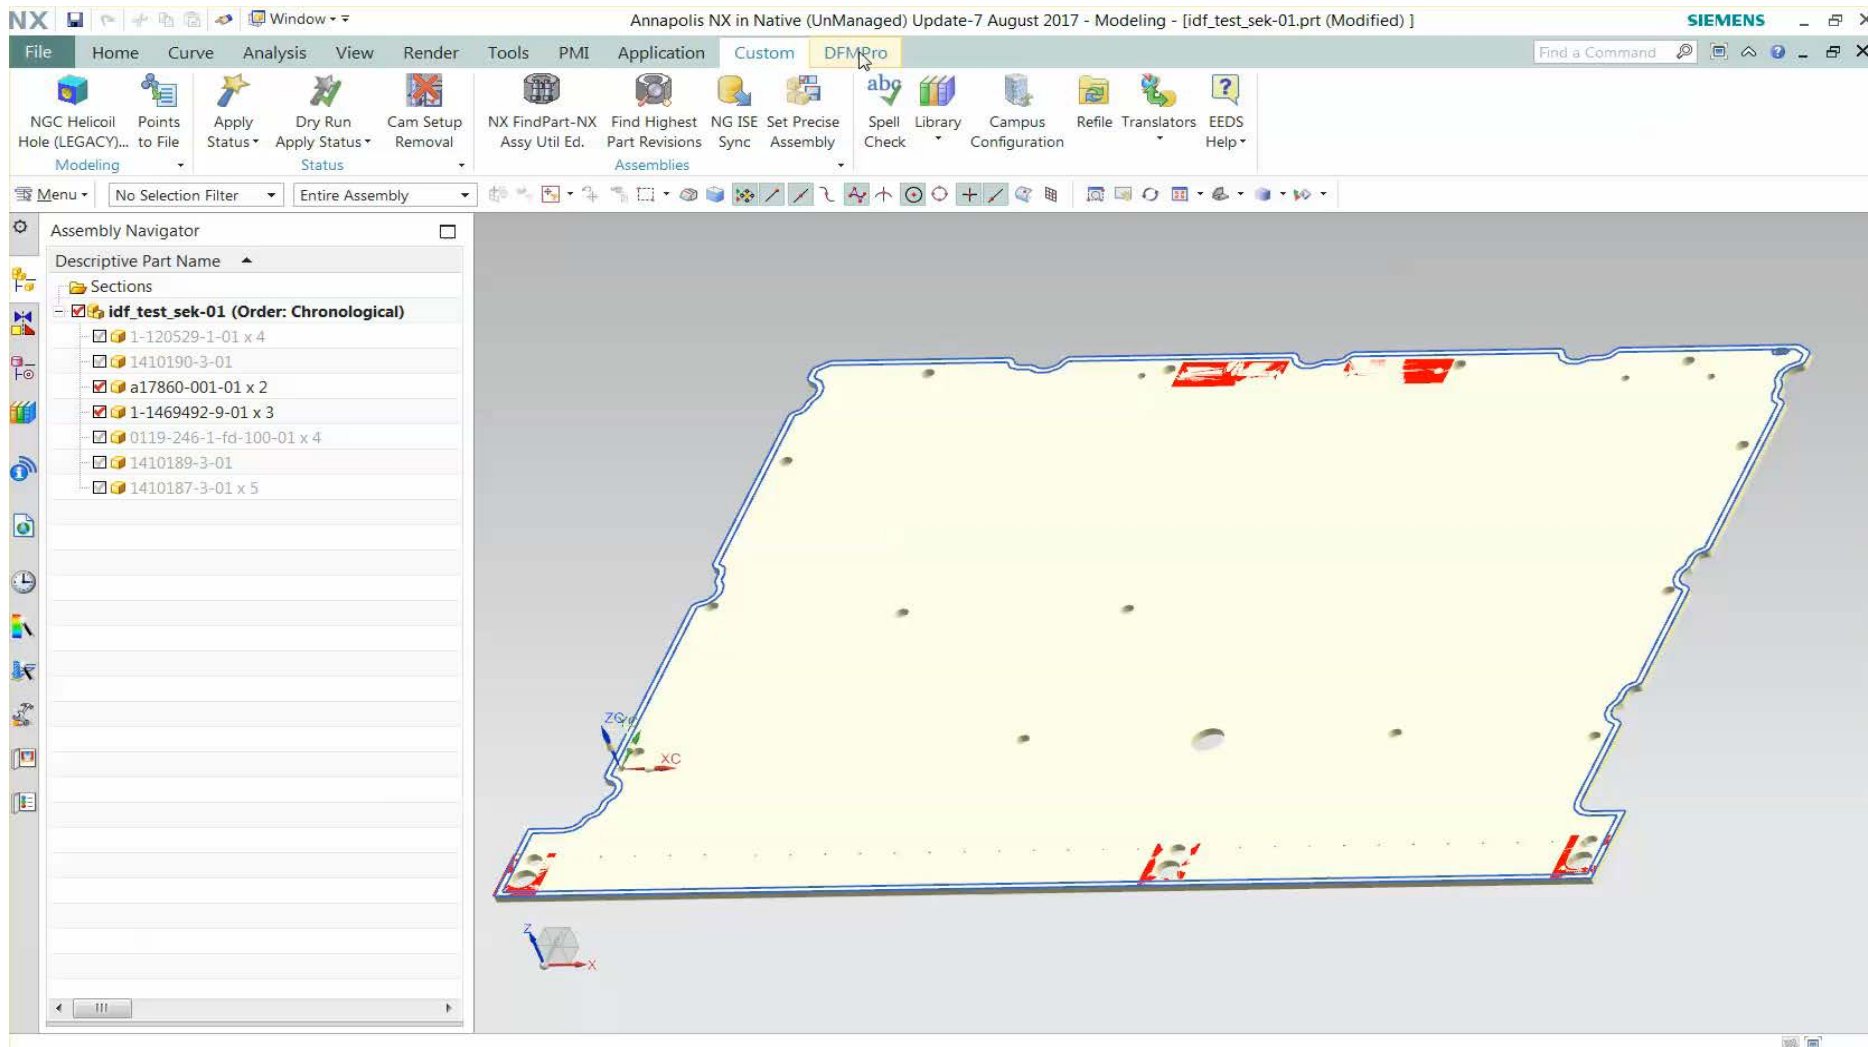 NX Window Annapolis NX in Native (UnManaged) Update-7 August 2017 - Modeling - [idf_test_sek-01.prt (Modified) ] SIEMENS
File Home Curve Analysis View Render Tools PMI Application Custom DFMPro Find a Command
NGC Helicoil Points Apply Dry Run Cam Setup NX FindPart-NX Find Highest NG ISE Set Precise Spell Library Campus Refile Translators EEDS
Hole (LEGACY)... to File Status Apply Status Removal Assy Util Ed. Part Revisions Sync Assembly Check Configuration Help
Modeling Status Assemblies
Menu No Selection Filter Entire Assembly
Assembly Navigator
Descriptive Part Name
Sections
idf_test_sek-01 (Order: Chronological)
1-120529-1-01 x 4
1410190-3-01
a17860-001-01 x 2
1-1469492-9-01 x 3
0119-246-1-fd-100-01 x 4
1410189-3-01
1410187-3-01 x 5
XC
Z
X